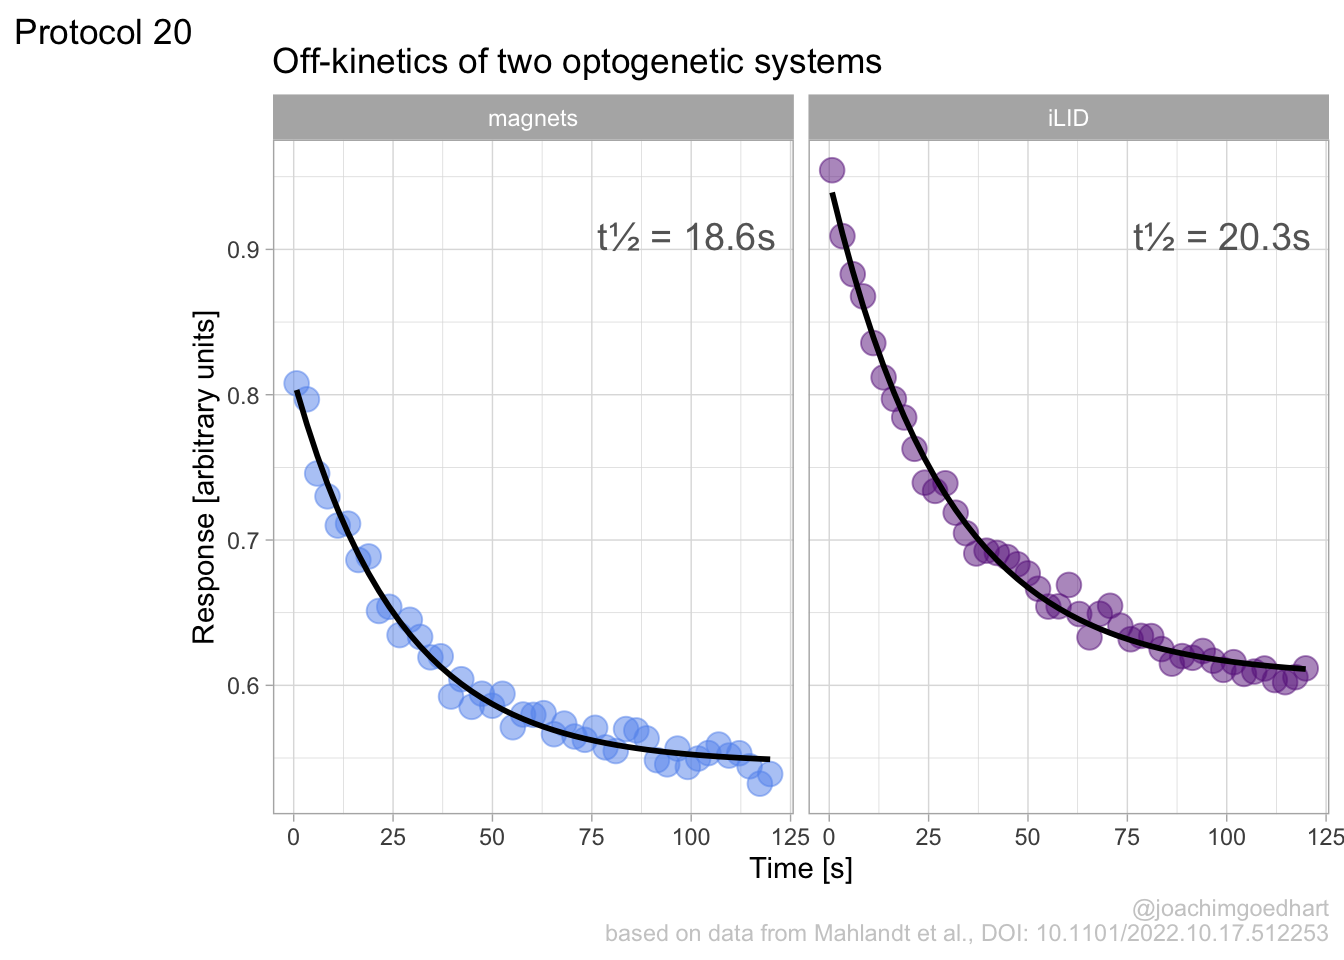 Protocol 20
Off-kinetics of two optogenetic systems
magnets
iLID
t½ = 18.6s
t½ = 20.3s
Response [arbitrary units]
0.9
0.8
0.7
0.6
0 25 50 75 100 125
0 25 50 75 100 125
Time [s]
@joachimgoedhart
based on data from Mahlandt et al., DOI: 10.1101/2022.10.17.512253